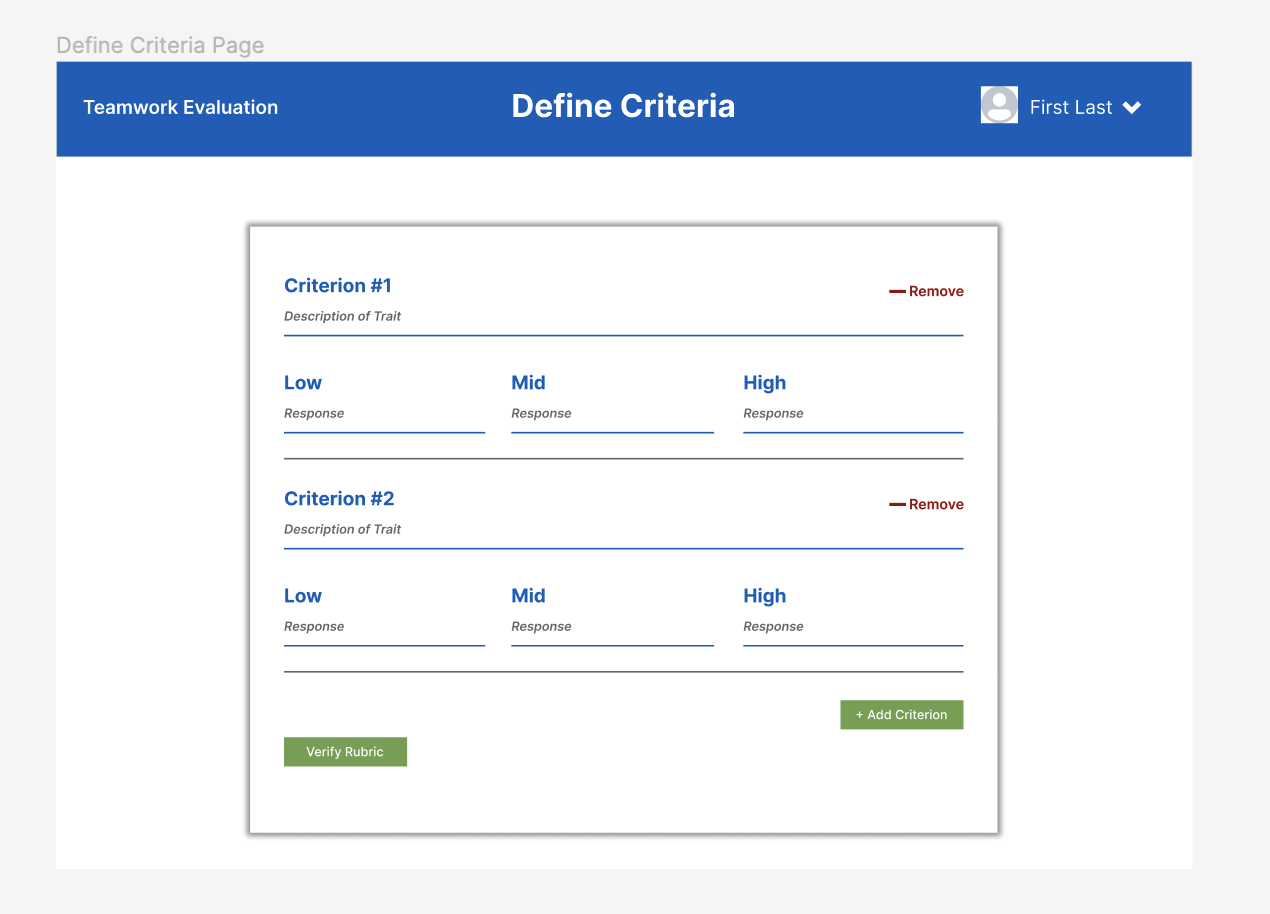 Define Criteria Page
Teamwork Evaluation
Define Criteria
First Last
Criterion #1
Remove
Description of Trait
Low
Mid
High
Response
Response
Response
Criterion #2
Remove
Description of Trait
Low
Mid
High
Response
Response
Response
+ Add Criterion
Verify Rubric